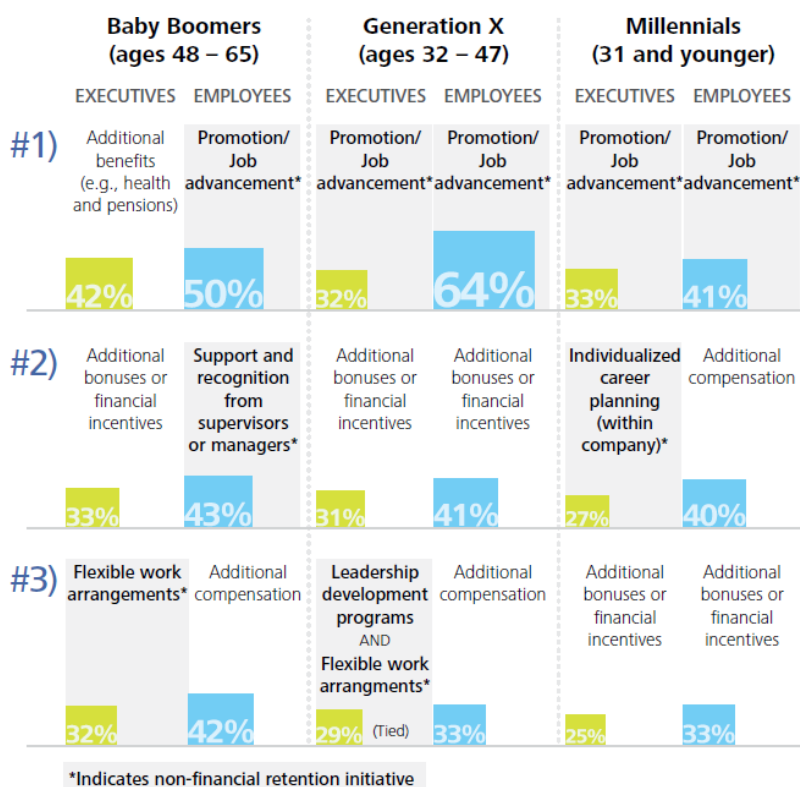 Baby Boomers
(ages 48 – 65)
Generation X
(ages 32 – 47)
Millennials
(31 and younger)
EXECUTIVES EMPLOYEES EXECUTIVES EMPLOYEES EXECUTIVES EMPLOYEES
#1)
Additional
benefits
(e.g., health
and pensions)
42%
Promotion/
Job
advancement*
50%
Promotion/
Job
advancement*
32%
Promotion/
Job
advancement*
64%
Promotion/
Job
advancement*
33%
Promotion/
Job
advancement*
41%
#2)
Additional
bonuses or
financial
incentives
33%
Support and
recognition
from
supervisors
or managers*
43%
Additional
bonuses or
financial
incentives
31%
Additional
bonuses or
financial
incentives
41%
Individualized
career
planning
(within
company)*
27%
Additional
compensation
40%
#3)
Flexible work
arrangements*
32%
Additional
compensation
42%
Leadership
development
programs
AND
Flexible work
arrangments*
29% (Tied)
Additional
compensation
33%
Additional
bonuses or
financial
incentives
25%
Additional
bonuses or
financial
incentives
33%
*Indicates non-financial retention initiative